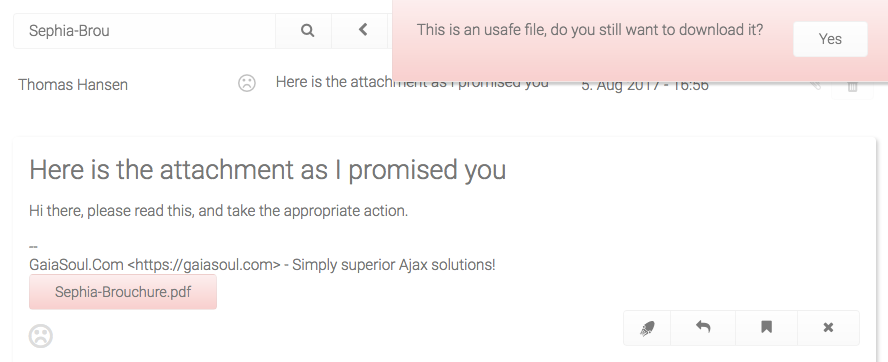 Sephia-Brou
This is an usafe file, do you still want to download it?
Yes
Thomas Hansen
Here is the attachment as I promised you
5. Aug 2017 - 16:56
Here is the attachment as I promised you
Hi there, please read this, and take the appropriate action.
--
GaiaSoul.Com <https://gaiasoul.com> - Simply superior Ajax solutions!
Sephia-Brouchure.pdf